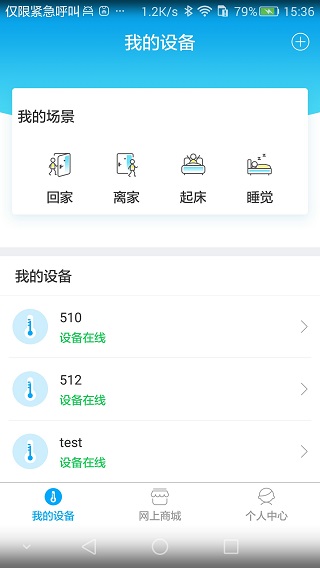 仅限紧急呼叫 ... 1.2K/s 79% 15:36
我的设备
我的场景
回家 离家 起床 睡觉
我的设备
510
设备在线
512
设备在线
test
设备在线
我的设备 网上商城 个人中心